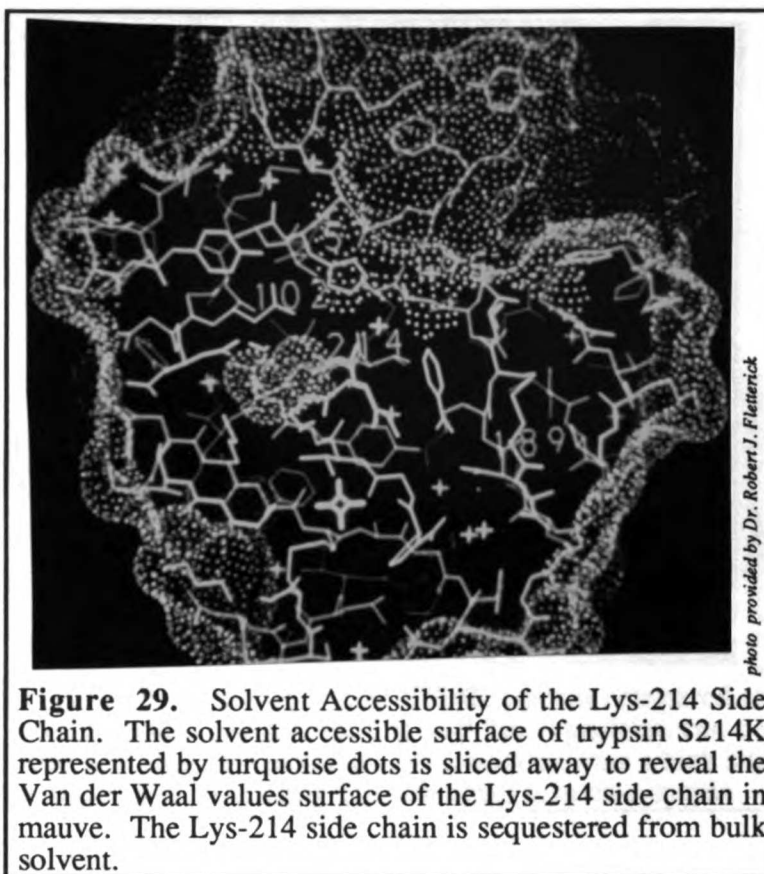 5
110
214
89
photo provided by Dr. Robert J. Fletterick
Figure 29. Solvent Accessibility of the Lys-214 Side
Chain. The solvent accessible surface of trypsin S214K
represented by turquoise dots is sliced away to reveal the
Van der Waal values surface of the Lys-214 side chain in
mauve. The Lys-214 side chain is sequestered from bulk
solvent.